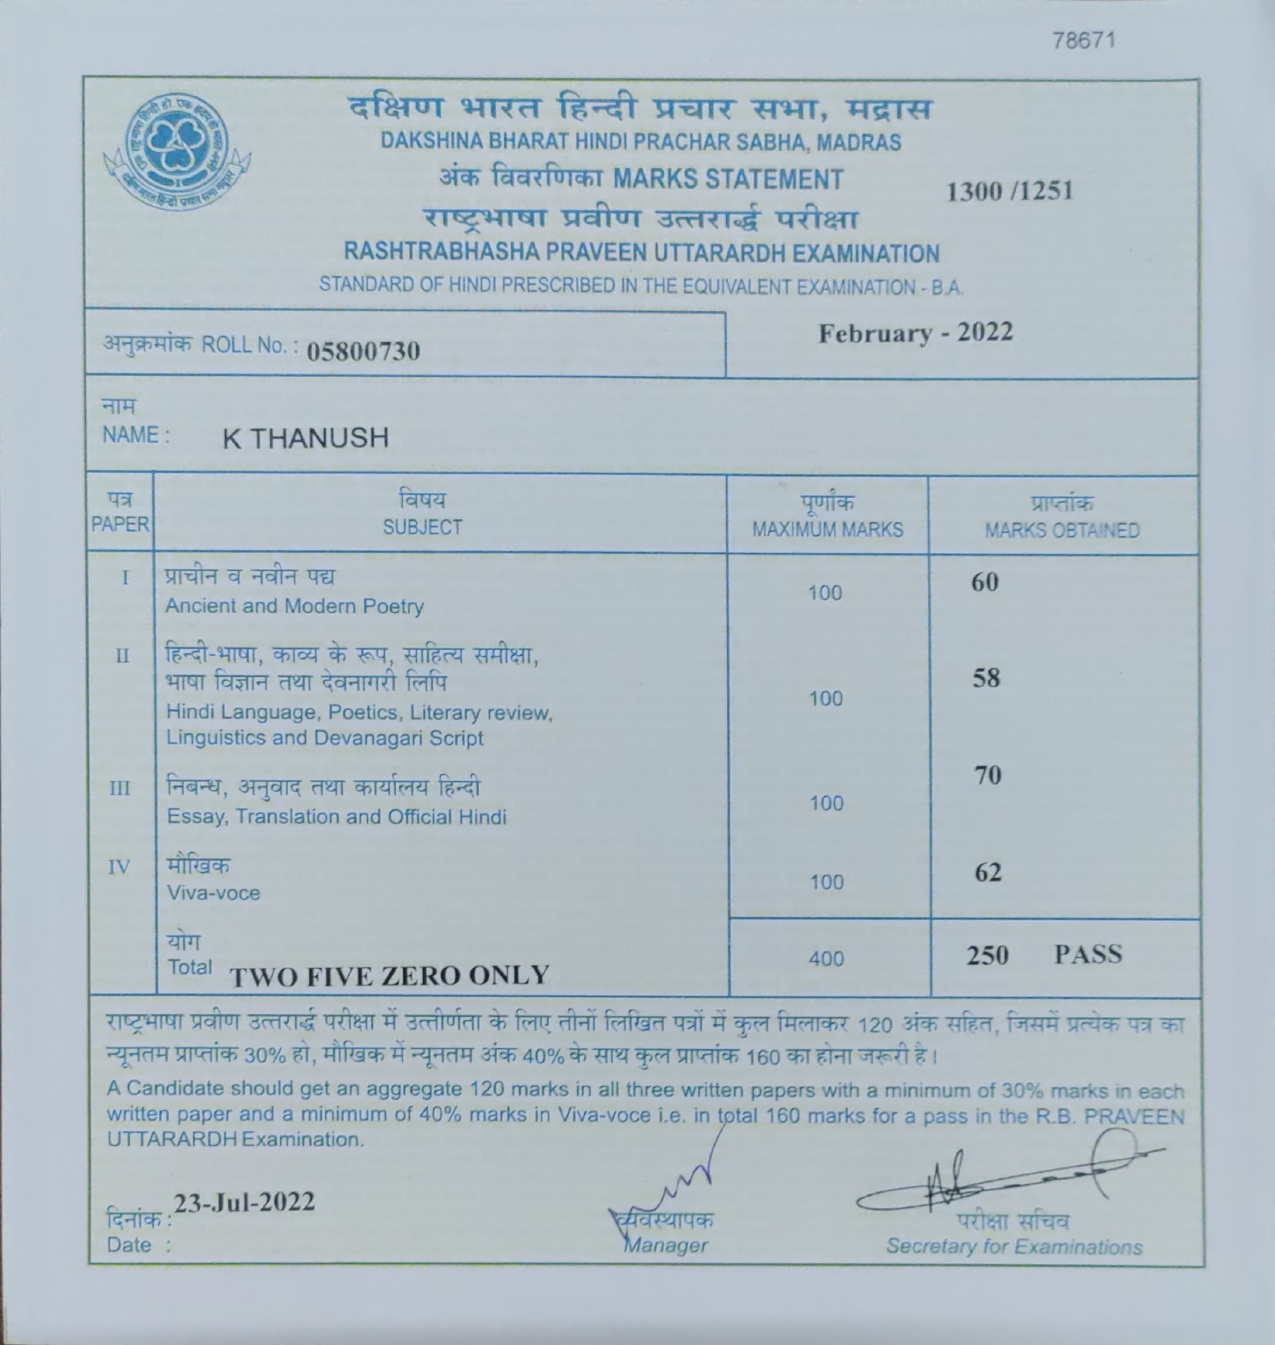 78671
दक्षिण भारत हिन्दी प्रचार सभा, मद्रास
DAKSHINA BHARAT HINDI PRACHAR SABHA, MADRAS
अंक विवरणिका MARKS STATEMENT
1300 /1251
राष्ट्रभाषा प्रवीण उत्तरार्द्ध परीक्षा
RASHTRABHASHA PRAVEEN UTTARARDH EXAMINATION
STANDARD OF HINDI PRESCRIBED IN THE EQUIVALENT EXAMINATION - B.A.
अनुक्रमांक ROLL No. : 05800730
February - 2022
नाम
NAME : K THANUSH
पत्र विषय पूर्णांक प्राप्तांक
PAPER SUBJECT MAXIMUM MARKS MARKS OBTAINED
I प्राचीन व नवीन पद्य
Ancient and Modern Poetry 100 60
II हिन्दी-भाषा, काव्य के रूप, साहित्य समीक्षा,
भाषा विज्ञान तथा देवनागरी लिपि
Hindi Language, Poetics, Literary review, 100 58
Linguistics and Devanagari Script
III निबन्ध, अनुवाद तथा कार्यालय हिन्दी
Essay, Translation and Official Hindi 100 70
IV मौखिक
Viva-voce 100 62
योग
Total TWO FIVE ZERO ONLY 400 250 PASS
राष्ट्रभाषा प्रवीण उत्तरार्द्ध परीक्षा में उत्तीर्णता के लिए तीनों लिखित पत्रों में कुल मिलाकर 120 अंक सहित, जिसमें प्रत्येक पत्र का
न्यूनतम प्राप्तांक 30% हो, मौखिक में न्यूनतम अंक 40% के साथ कुल प्राप्तांक 160 का होना जरूरी है।
A Candidate should get an aggregate 120 marks in all three written papers with a minimum of 30% marks in each
written paper and a minimum of 40% marks in Viva-voce i.e. in total 160 marks for a pass in the R.B. PRAVEEN
UTTARARDH Examination.
दिनांक : 23-Jul-2022
Date :
व्यवस्थापक
Manager
परीक्षा सचिव
Secretary for Examinations